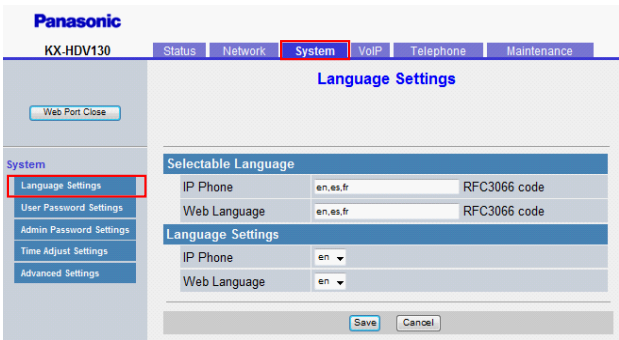 Panasonic
KX-HDV130
Status Network System VoIP Telephone Maintenance
Language Settings
Web Port Close
System
Language Settings
User Password Settings
Admin Password Settings
Time Adjust Settings
Advanced Settings
Selectable Language
IP Phone en,es,fr RFC3066 code
Web Language en,es,fr RFC3066 code
Language Settings
IP Phone en
Web Language en
Save Cancel